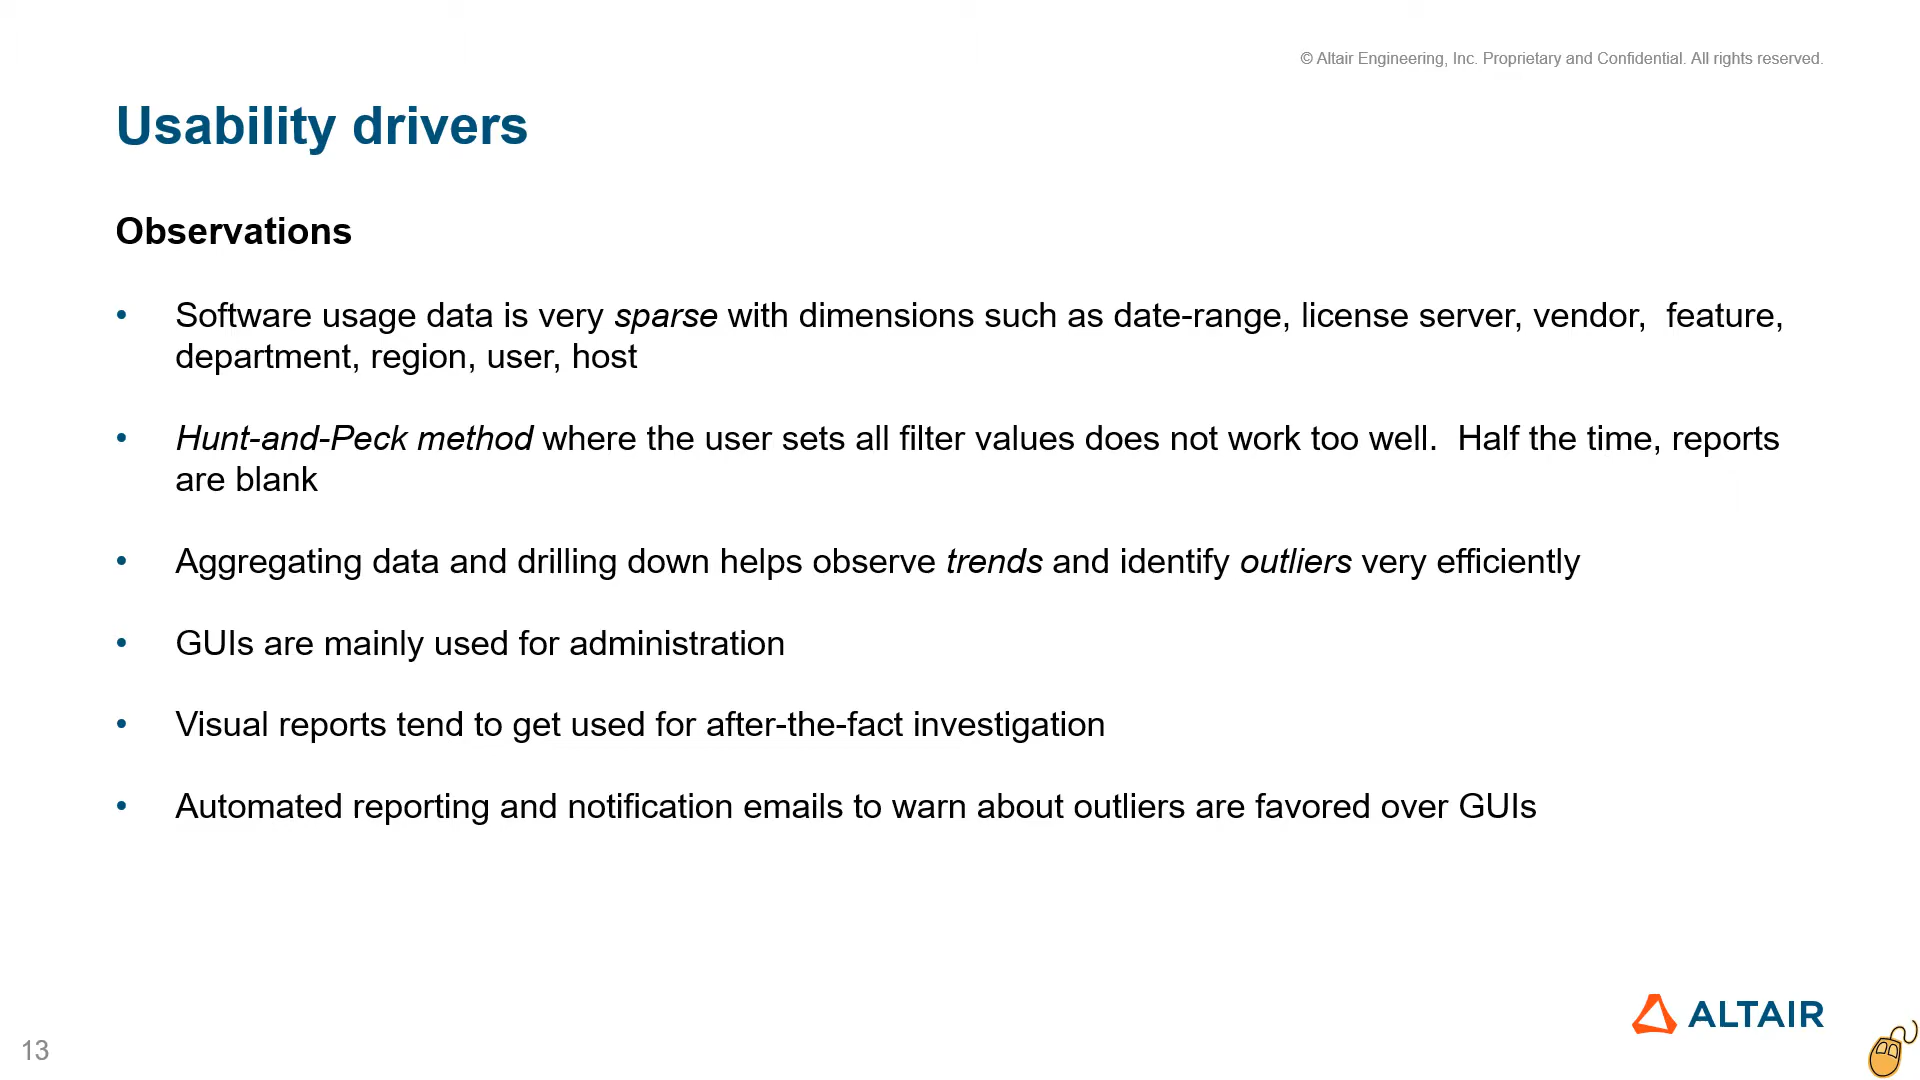 © Altair Engineering, Inc. Proprietary and Confidential. All rights reserved.
Usability drivers
Observations
• Software usage data is very sparse with dimensions such as date-range, license server, vendor,  feature,
department, region, user, host
• Hunt-and-Peck method where the user sets all filter values does not work too well.  Half the time, reports
are blank
• Aggregating data and drilling down helps observe trends and identify outliers very efficiently
• GUIs are mainly used for administration
• Visual reports tend to get used for after-the-fact investigation
• Automated reporting and notification emails to warn about outliers are favored over GUIs
ALTAIR
13